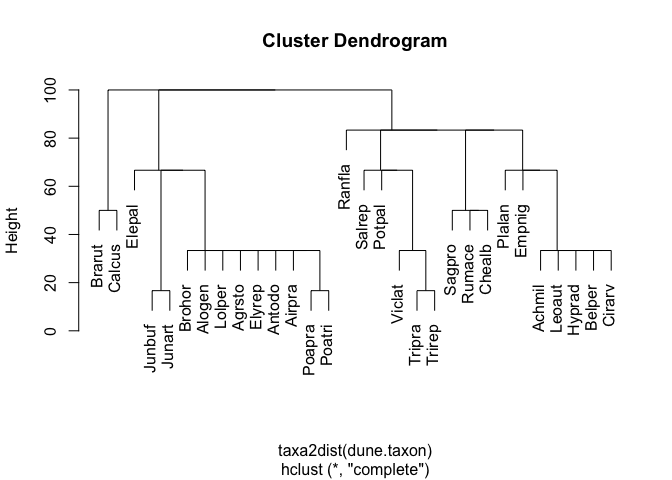 Cluster Dendrogram
Height
100
80
60
40
20
0
Brarut
Calcus
Elepal
Junbuf
Junart
Brohor
Alogen
Lolper
Agrsto
Elyrep
Antodo
Airpra
Poapra
Poatri
Ranfla
Salrep
Potpal
Viclat
Tripra
Trirep
Sagpro
Rumace
Chealb
Plalan
Empnig
Achmil
Leoaut
Hyprad
Belper
Cirarv
taxa2dist(dune.taxon)
hclust (*, "complete")